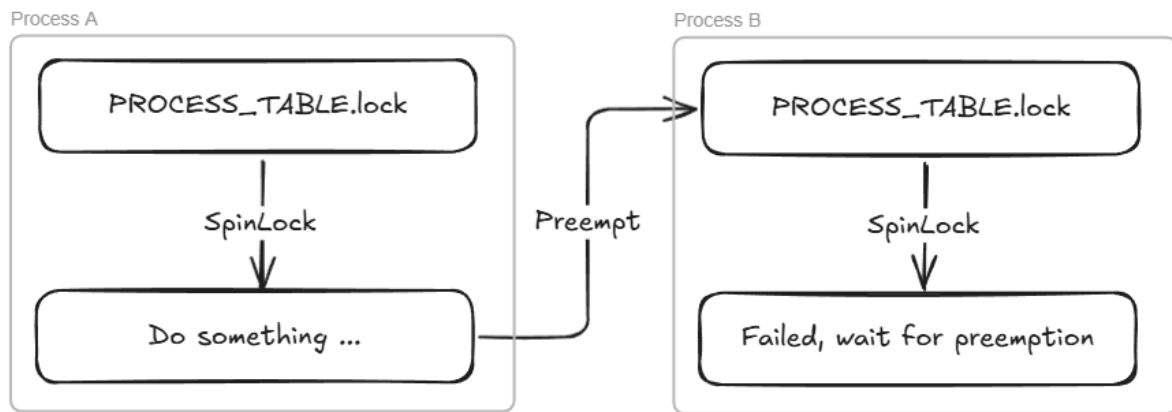 Process A
PROCESS_TABLE.lock
SpinLock
Do something ...
Preempt
Process B
PROCESS_TABLE.lock
SpinLock
Failed, wait for preemption